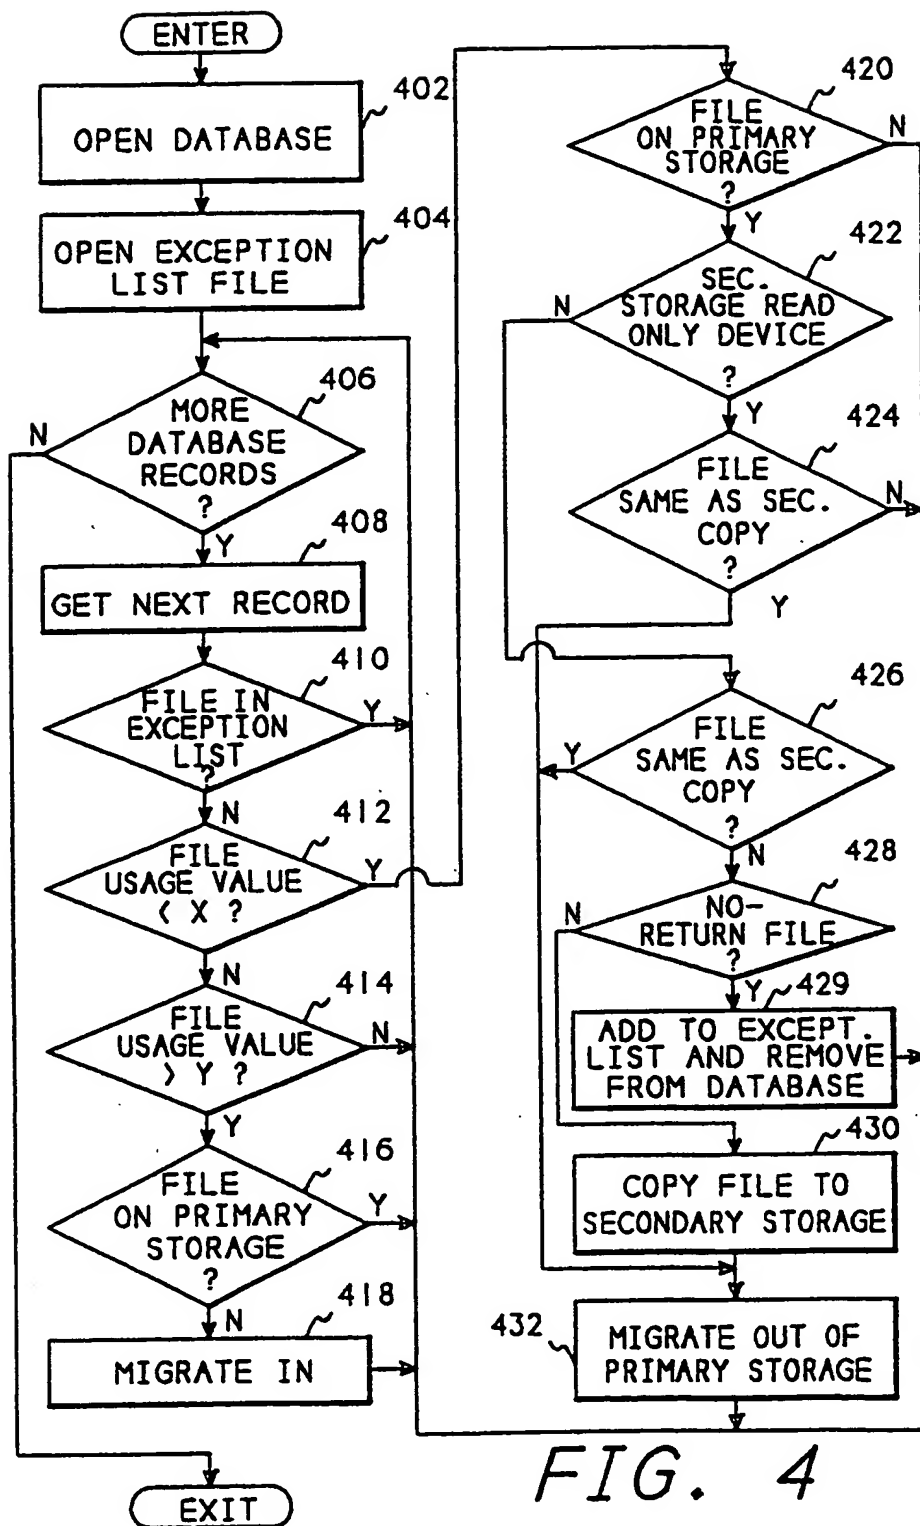 ENTER
402
OPEN DATABASE
404
OPEN EXCEPTION
LIST FILE
406
MORE
DATABASE
RECORDS
?
N
Y
408
GET NEXT RECORD
410
FILE IN
EXCEPTION
LIST
?
Y
N
412
FILE
USAGE VALUE
< X ?
Y
N
414
FILE
USAGE VALUE
> Y ?
N
Y
416
FILE
ON PRIMARY
STORAGE
?
Y
N
418
MIGRATE IN
EXIT
420
FILE
ON PRIMARY
STORAGE
?
N
Y
422
SEC.
STORAGE READ
ONLY DEVICE
?
N
Y
424
FILE
SAME AS SEC.
COPY
?
N
Y
426
FILE
SAME AS SEC.
COPY
?
Y
N
428
NO-
RETURN FILE
?
N
Y
429
ADD TO EXCEPT.
LIST AND REMOVE
FROM DATABASE
430
COPY FILE TO
SECONDARY STORAGE
432
MIGRATE OUT OF
PRIMARY STORAGE
FIG. 4